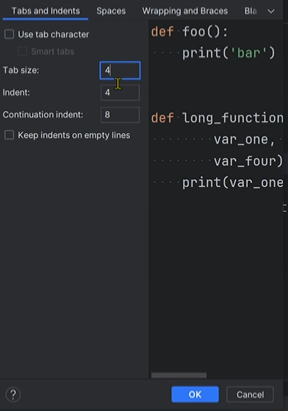 Tabs and Indents Spaces Wrapping and Braces Bla
Use tab character
Smart tabs
Tab size: 4
Indent: 4
Continuation indent: 8
Keep indents on empty lines
def foo():
print('bar')
def long_function
var_one,
var_four)
print(var_one
? OK Cancel